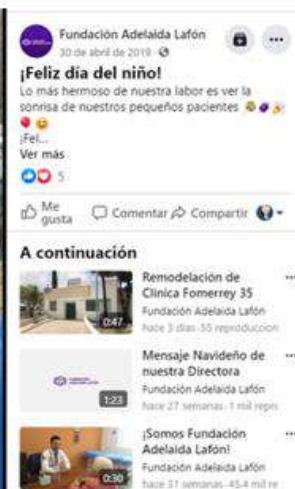 Fundación Adelaida Lafón
30 de abril de 2019
¡Feliz día del niño!
Lo más hermoso de nuestra labor es ver la
sonrisa de nuestros pequeños pacientes
¡Fel...
Ver más
5
Me gusta
Comentar
Compartir
A continuación
Remodelación de
Clinica Fomerrey 35
Fundación Adelaida Lafón
hace 3 días·55 reproduccion
0:47
Mensaje Navideño de
nuestra Directora
Fundación Adelaida Lafón
hace 27 semanas·1 mil repro
1:23
¡Somos Fundación
Adelaida Lafón!
Fundación Adelaida Lafón
hace 31 semanas·45.4 mil re
0:30